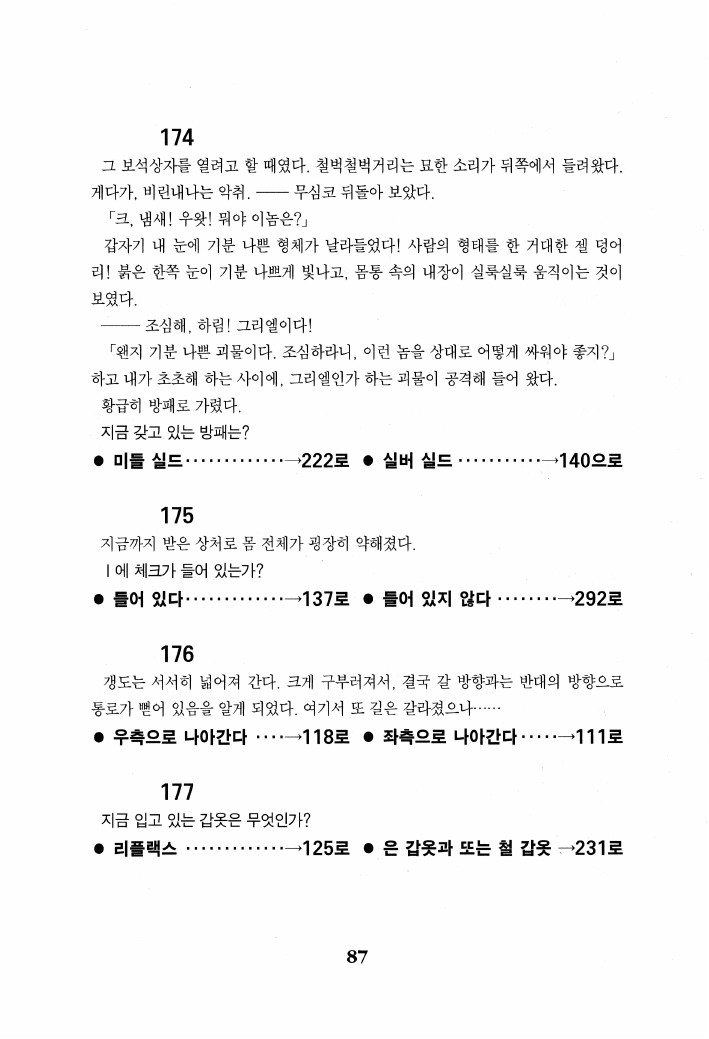 174
그 보석상자를 열려고 할 때였다. 철벅철벅거리는 묘한 소리가 뒤쪽에서 들려왔다.
게다가, 비린내나는 악취. —— 무심코 뒤돌아 보았다.
「크, 냄새! 우왓! 뭐야 이놈은?」
갑자기 내 눈에 기분 나쁜 형체가 날라들었다! 사람의 형태를 한 거대한 젤 덩어
리! 붉은 한쪽 눈이 기분 나쁘게 빛나고, 몸통 속의 내장이 실룩실룩 움직이는 것이
보였다.
—— 조심해, 하림! 그리엘이다!
「왠지 기분 나쁜 괴물이다. 조심하라니, 이런 놈을 상대로 어떻게 싸워야 좋지?」
하고 내가 초초해 하는 사이에, 그리엘인가 하는 괴물이 공격해 들어 왔다.
황급히 방패로 가렸다.
지금 갖고 있는 방패는?
● 미들 실드·············→222로 ● 실버 실드 ···········→140으로
175
지금까지 받은 상처로 몸 전체가 굉장히 약해졌다.
I에 체크가 들어 있는가?
● 들어 있다·············→137로 ● 들어 있지 않다 ········→292로
176
갱도는 서서히 넓어져 간다. 크게 구부러져서, 결국 갈 방향과는 반대의 방향으로
통로가 뻗어 있음을 알게 되었다. 여기서 또 길은 갈라졌으나……
● 우측으로 나아간다 ····→118로 ● 좌측으로 나아간다·····→111로
177
지금 입고 있는 갑옷은 무엇인가?
● 리플랙스 ·············→125로 ● 은 갑옷과 또는 철 갑옷 →231로
87